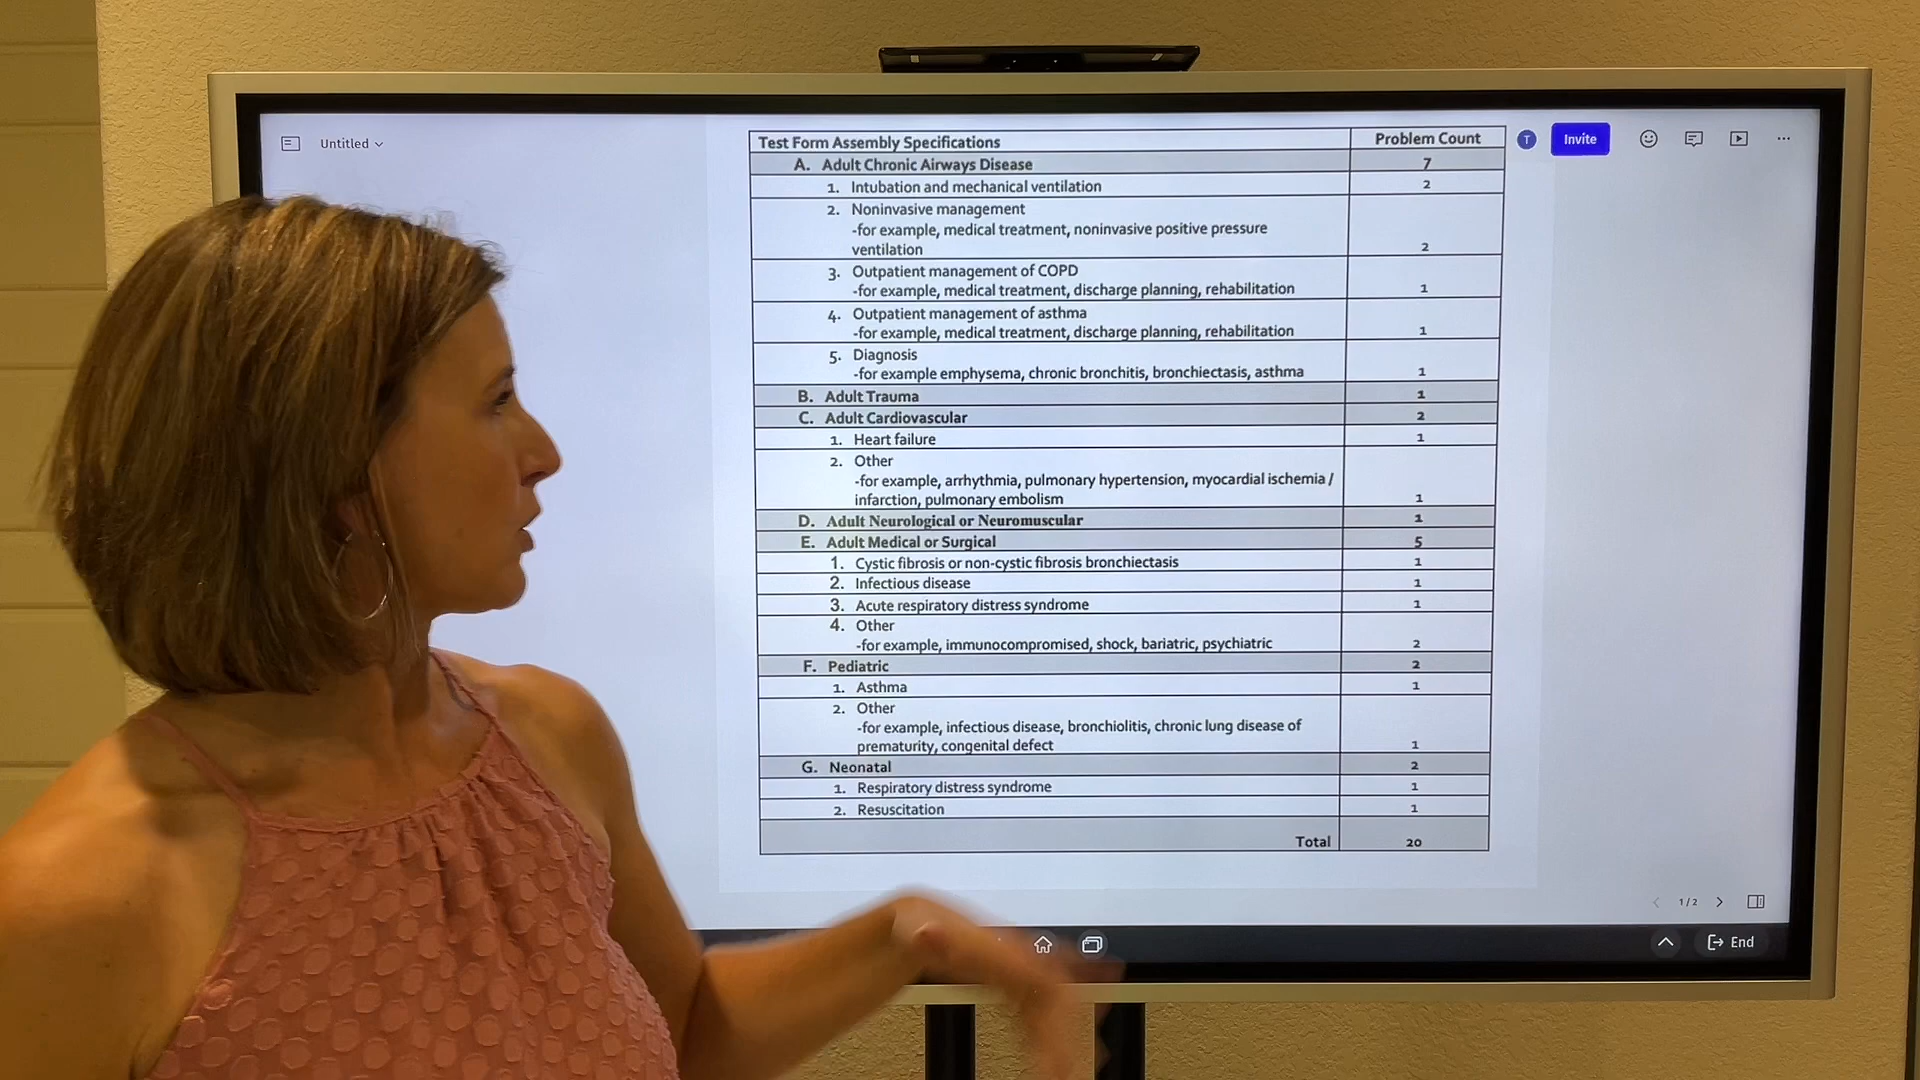 Untitled
Test Form Assembly Specifications Problem Count
T
Invite
A. Adult Chronic Airways Disease 7
1. Intubation and mechanical ventilation 2
2. Noninvasive management
-for example, medical treatment, noninvasive positive pressure
ventilation 2
3. Outpatient management of COPD
-for example, medical treatment, discharge planning, rehabilitation 1
4. Outpatient management of asthma
-for example, medical treatment, discharge planning, rehabilitation 1
5. Diagnosis
-for example emphysema, chronic bronchitis, bronchiectasis, asthma 1
B. Adult Trauma 1
C. Adult Cardiovascular 2
1. Heart failure 1
2. Other
-for example, arrhythmia, pulmonary hypertension, myocardial ischemia /
infarction, pulmonary embolism 1
D. Adult Neurological or Neuromuscular 1
E. Adult Medical or Surgical 5
1. Cystic fibrosis or non-cystic fibrosis bronchiectasis 1
2. Infectious disease 1
3. Acute respiratory distress syndrome 1
4. Other
-for example, immunocompromised, shock, bariatric, psychiatric 2
F. Pediatric 2
1. Asthma 1
2. Other
-for example, infectious disease, bronchiolitis, chronic lung disease of
prematurity, congenital defect 1
G. Neonatal 2
1. Respiratory distress syndrome 1
2. Resuscitation 1
Total 20
1/2
End